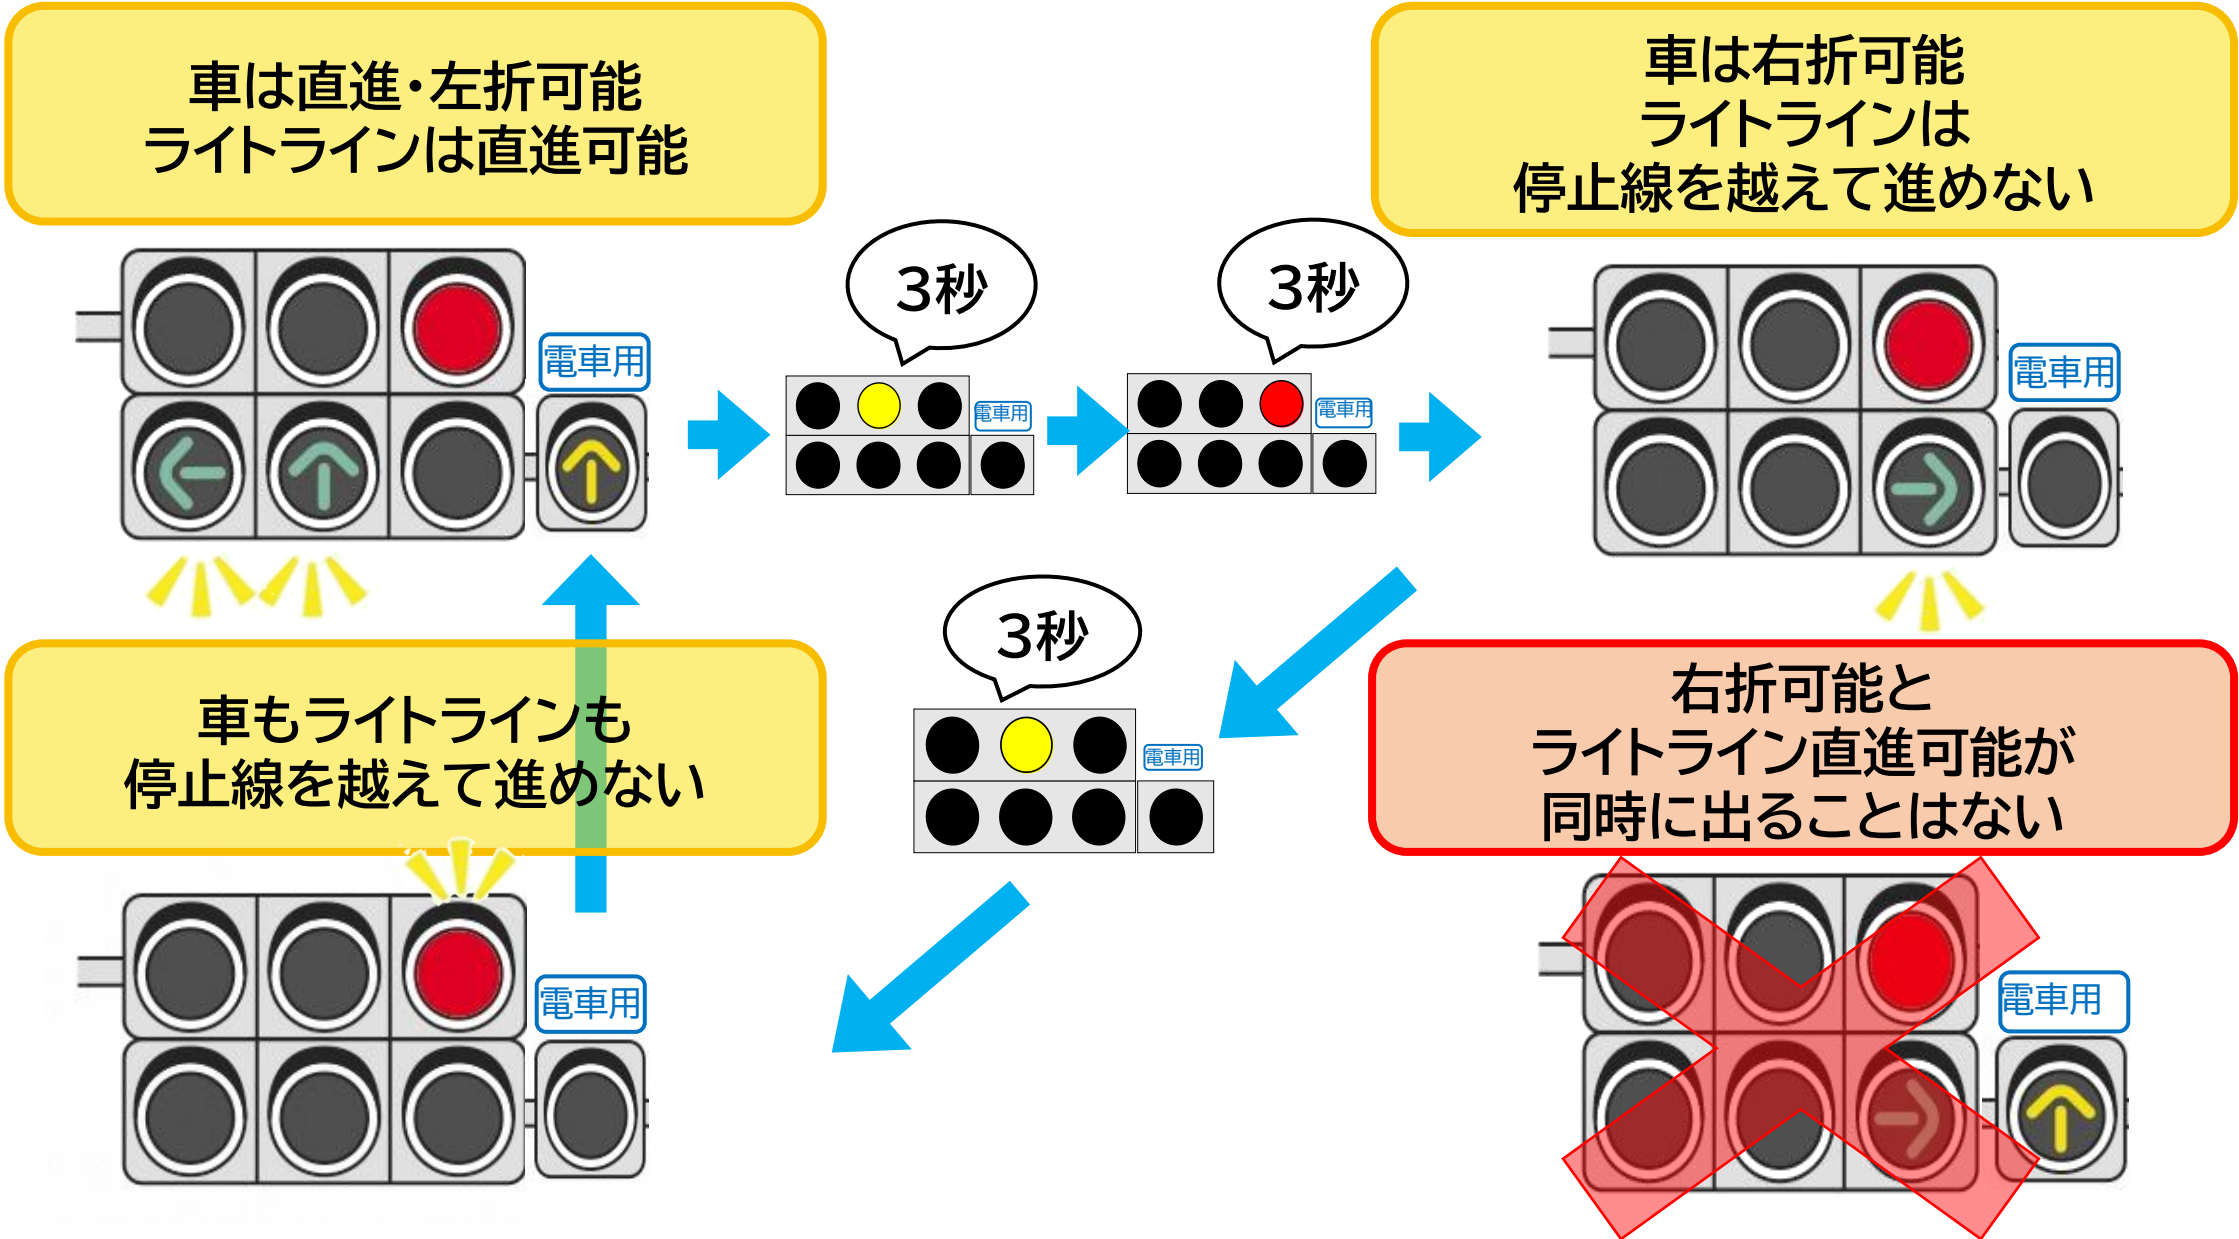 車は直進・左折可能
ライトラインは直進可能
車は右折可能
ライトラインは
停止線を越えて進めない
3秒
3秒
電車用
電車用
電車用
電車用
3秒
車もライトラインも
停止線を越えて進めない
右折可能と
ライトライン直進可能が
同時に出ることはない
電車用
電車用
電車用